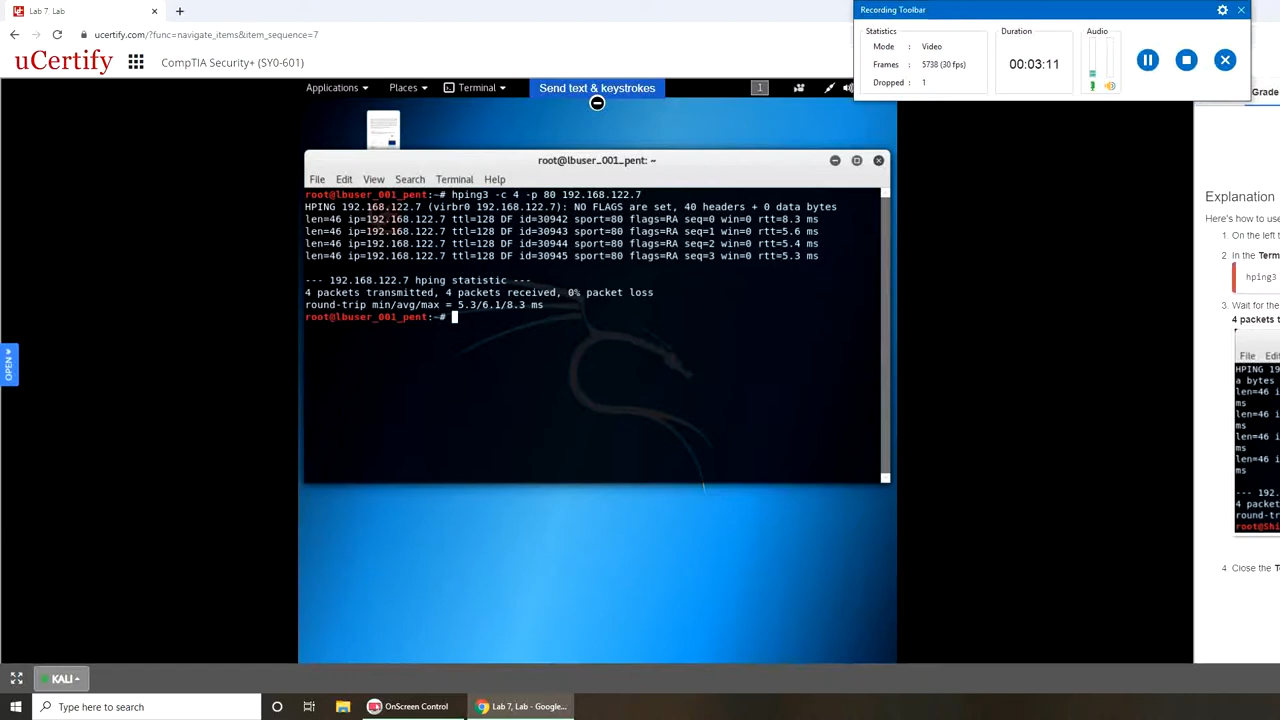 Lab 7, Lab
Recording Toolbar
Statistics
Duration
Audio
Mode : Video
Frames : 5738 (30 fps)
Dropped : 1
00:03:11
ucertify.com/?func=navigate_items&item_sequence=7
uCertify
CompTIA Security+ (SY0-601)
Applications
Places
Terminal
Send text & keystrokes
1
Grade
root@lbuser_001_pent: ~
File Edit View Search Terminal Help
root@lbuser_001_pent:~# hping3 -c 4 -p 80 192.168.122.7
HPING 192.168.122.7 (virbr0 192.168.122.7): NO FLAGS are set, 40 headers + 0 data bytes
len=46 ip=192.168.122.7 ttl=128 DF id=30942 sport=80 flags=RA seq=0 win=0 rtt=8.3 ms
len=46 ip=192.168.122.7 ttl=128 DF id=30943 sport=80 flags=RA seq=1 win=0 rtt=5.6 ms
len=46 ip=192.168.122.7 ttl=128 DF id=30944 sport=80 flags=RA seq=2 win=0 rtt=5.4 ms
len=46 ip=192.168.122.7 ttl=128 DF id=30945 sport=80 flags=RA seq=3 win=0 rtt=5.3 ms
--- 192.168.122.7 hping statistic ---
4 packets transmitted, 4 packets received, 0% packet loss
round-trip min/avg/max = 5.3/6.1/8.3 ms
root@lbuser_001_pent:~#
OPEN
Explanation
Here's how to use
1. On the left t
2 In the Term
hping3
3. Wait for the
4 packets t
File Edi
HPING 192
a bytes
len=46 i
ms
len=46 i
ms
len=46 i
ms
len=46 i
ms
--- 192.
4 packet
round-tr
root@Shi
4 Close the T
KALI
Type here to search
OnScreen Control
Lab 7, Lab - Google...